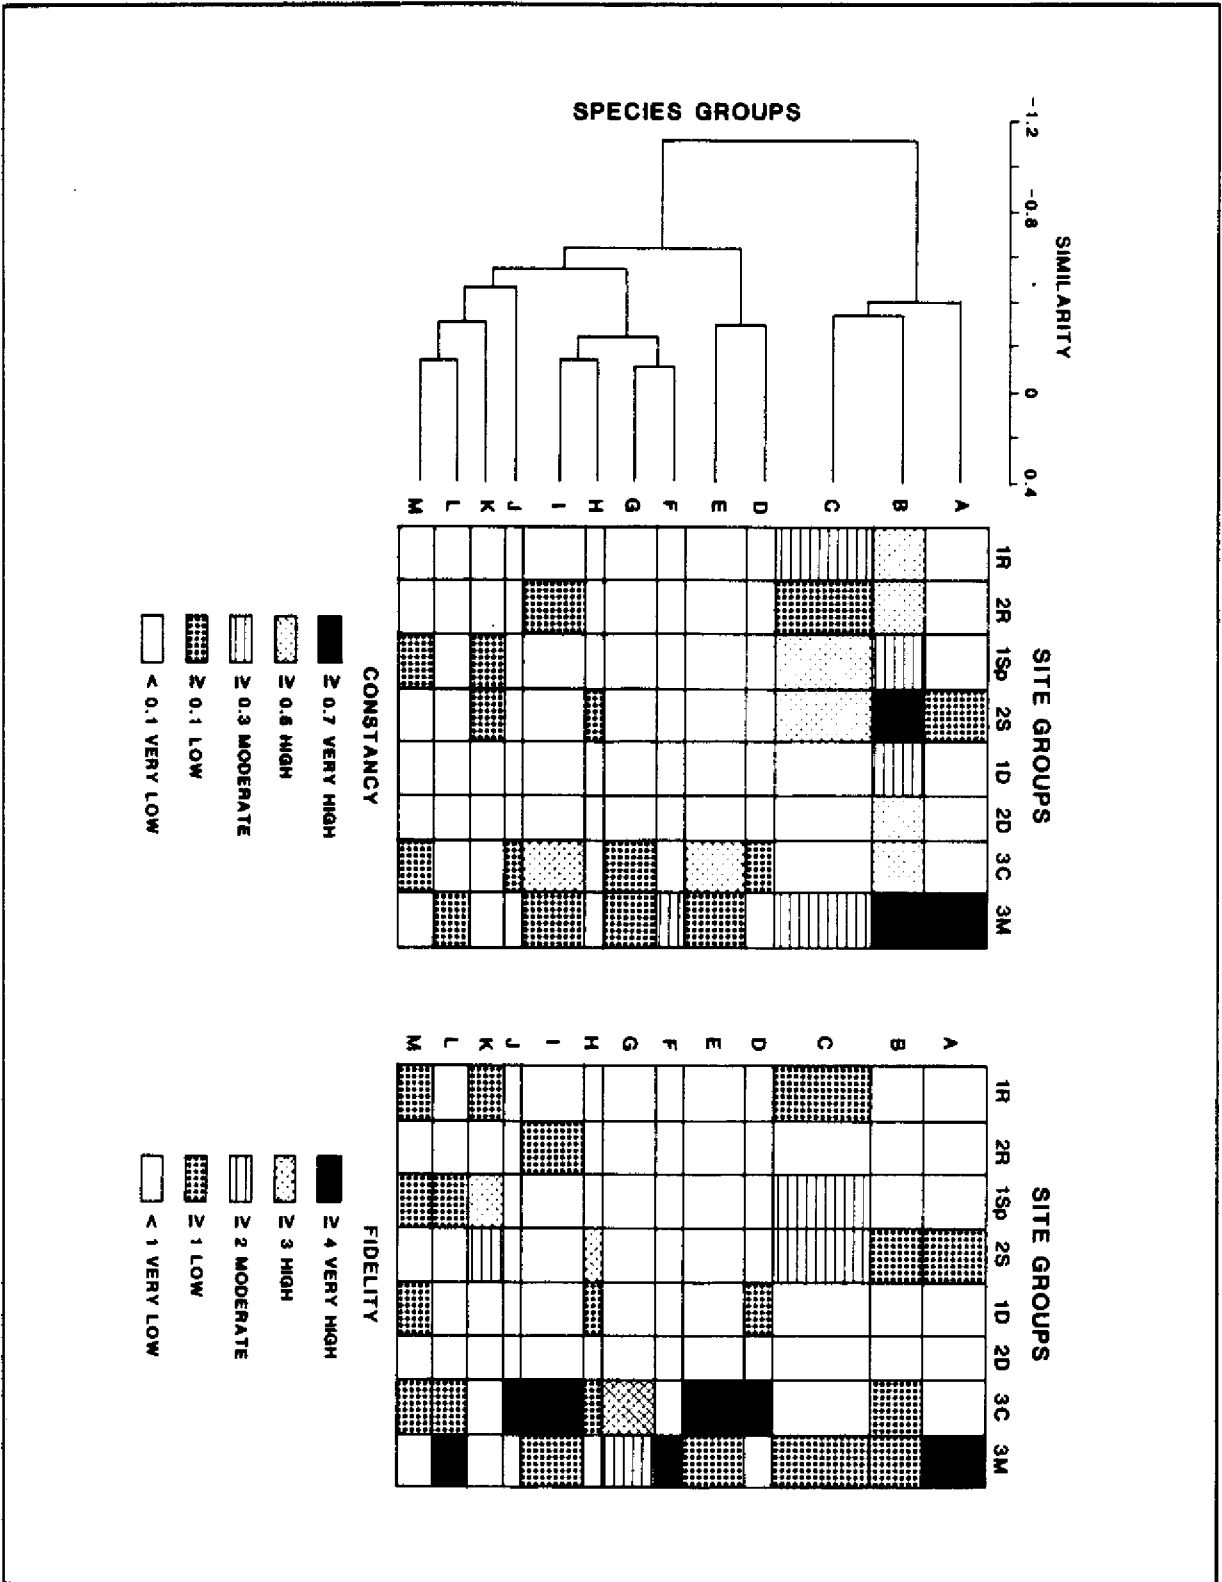 SPECIES GROUPS
SIMILARITY
-1.2
-0.8
0
0.4
A
B
C
D
E
F
G
H
I
J
K
L
M
SITE GROUPS
1R 2R 1Sp 2S 1D 2D 3C 3M
CONSTANCY
≥ 0.7 VERY HIGH
≥ 0.5 HIGH
≥ 0.3 MODERATE
≥ 0.1 LOW
< 0.1 VERY LOW
A
B
C
D
E
F
G
H
I
J
K
L
M
SITE GROUPS
1R 2R 1Sp 2S 1D 2D 3C 3M
FIDELITY
≥ 4 VERY HIGH
≥ 3 HIGH
≥ 2 MODERATE
≥ 1 LOW
< 1 VERY LOW